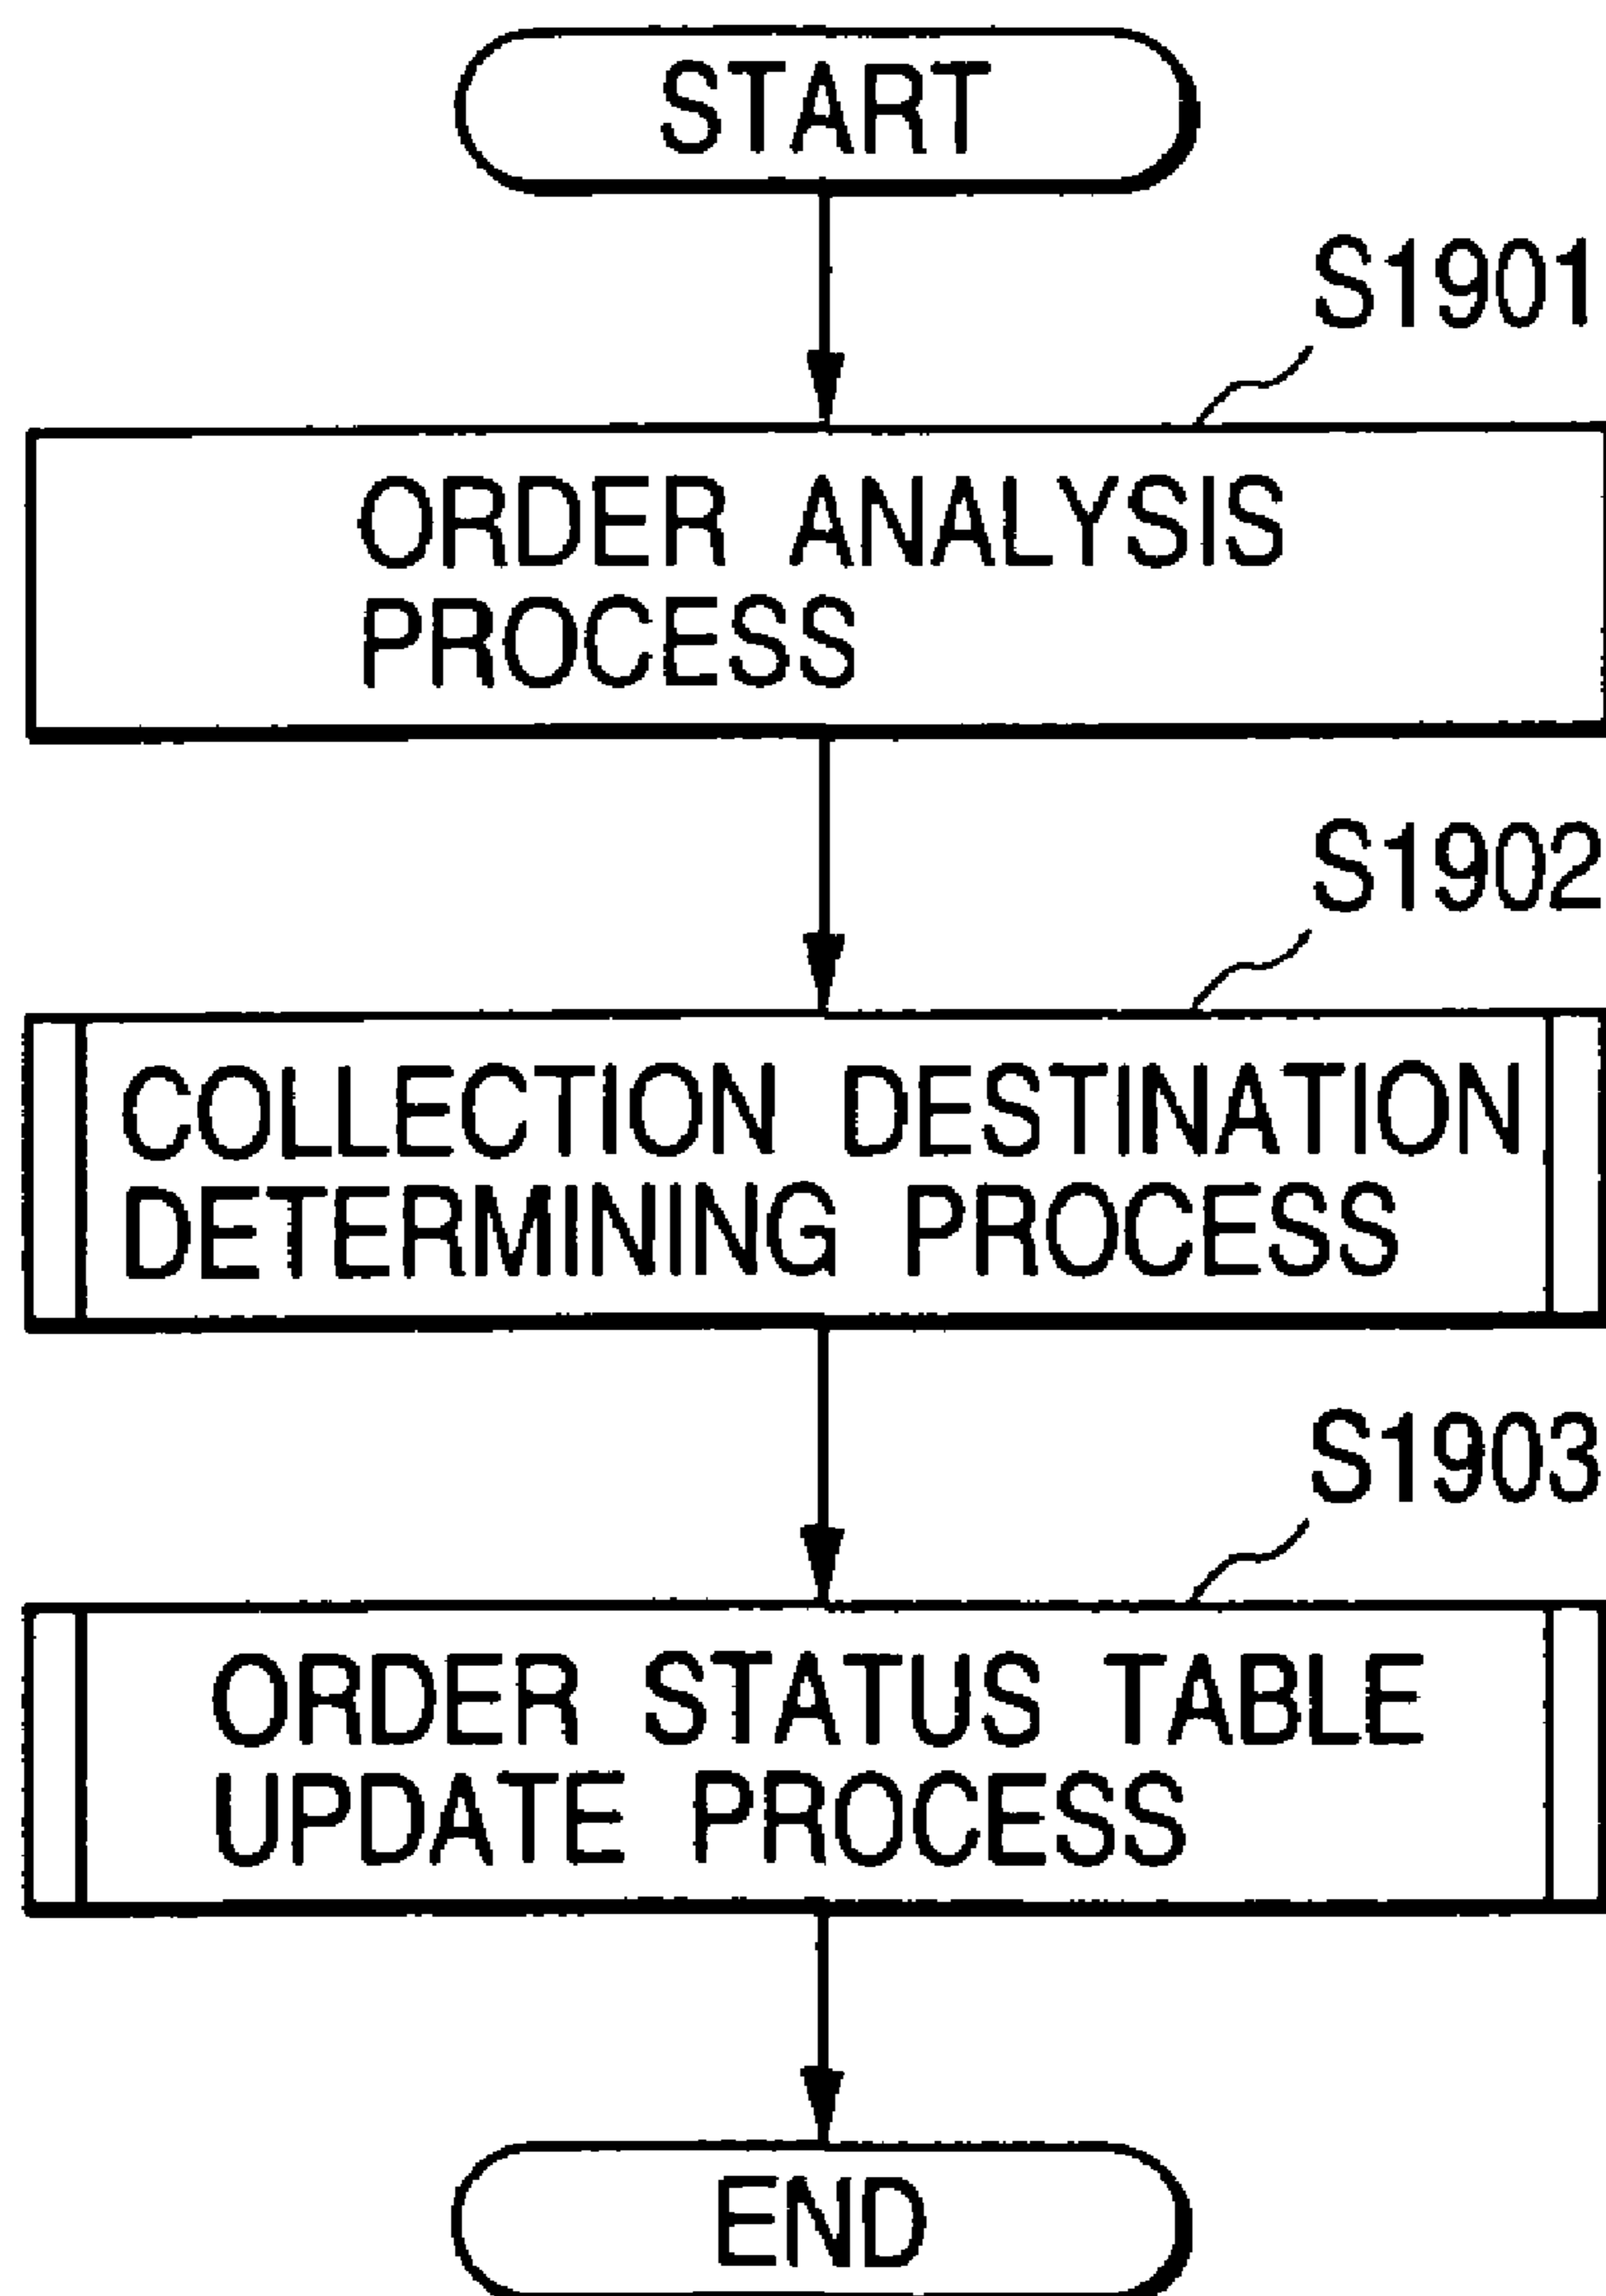 START
S1901
ORDER ANALYSIS
PROCESS
S1902
COLLECTION DESTINATION
DETERMINING PROCESS
S1903
ORDER STATUS TABLE
UPDATE PROCESS
END